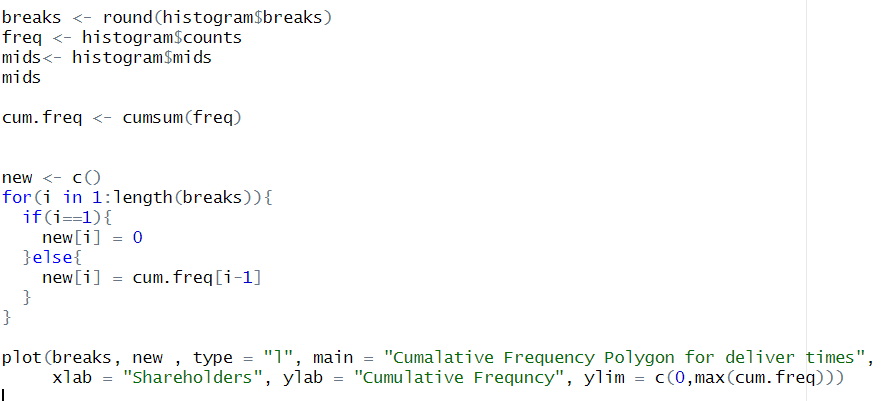 breaks <- round(histogram$breaks)
freq <- histogram$counts
mids<- histogram$mids
mids
cum.freq <- cumsum(freq)
new <- c()
for(i in 1:length(breaks)){
  if(i==1){
    new[i] = 0
  }else{
    new[i] = cum.freq[i-1]
  }
}
plot(breaks, new , type = "l", main = "Cumalative Frequency Polygon for deliver times",
     xlab = "Shareholders", ylab = "Cumulative Frequncy", ylim = c(0,max(cum.freq)))